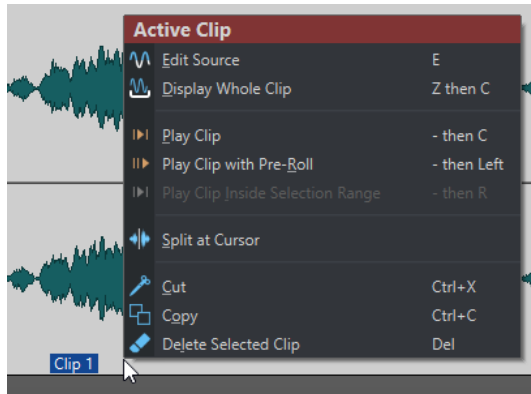 Active Clip
Edit Source E
Display Whole Clip Z then C
Play Clip - then C
Play Clip with Pre-Roll - then Left
Play Clip Inside Selection Range - then R
Split at Cursor
Cut Ctrl+X
Copy Ctrl+C
Delete Selected Clip Del
Clip 1